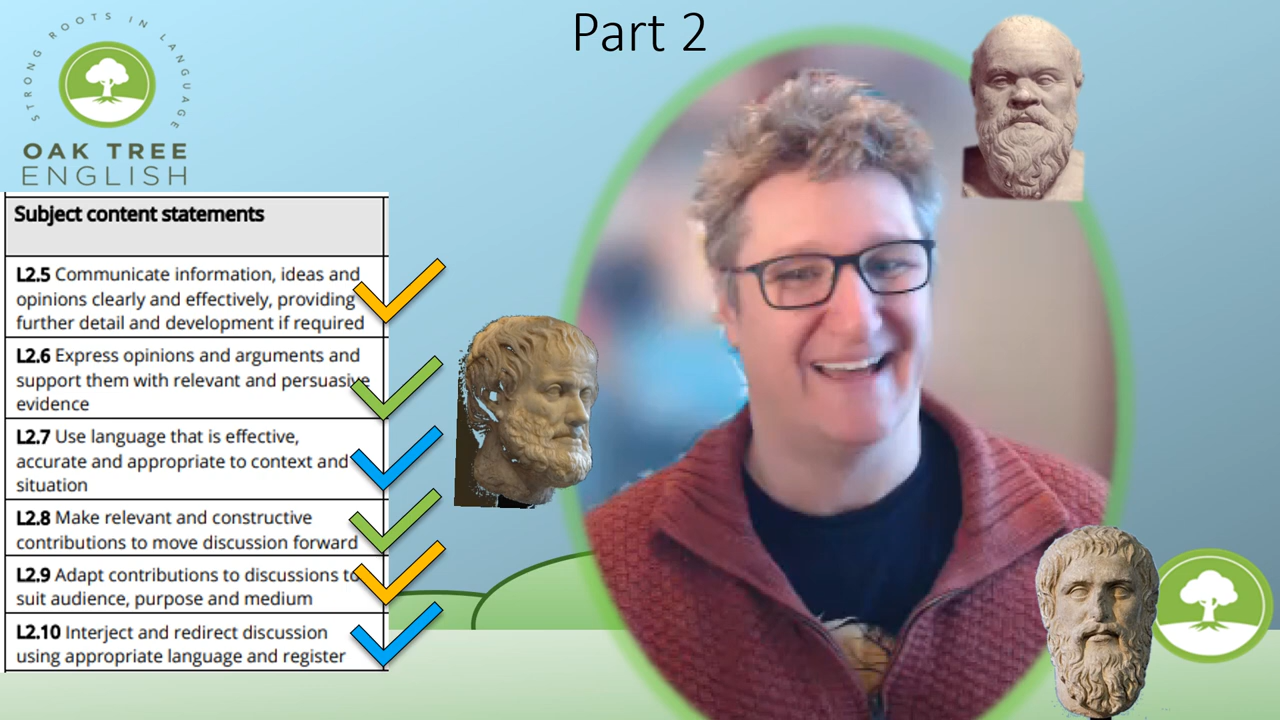 Part 2
STRONG ROOTS IN LANGUAGE
OAK TREE
ENGLISH
Subject content statements
L2.5 Communicate information, ideas and
opinions clearly and effectively, providing
further detail and development if required
L2.6 Express opinions and arguments and
support them with relevant and persuasive
evidence
L2.7 Use language that is effective,
accurate and appropriate to context and
situation
L2.8 Make relevant and constructive
contributions to move discussion forward
L2.9 Adapt contributions to discussions to
suit audience, purpose and medium
L2.10 Interject and redirect discussion
using appropriate language and register